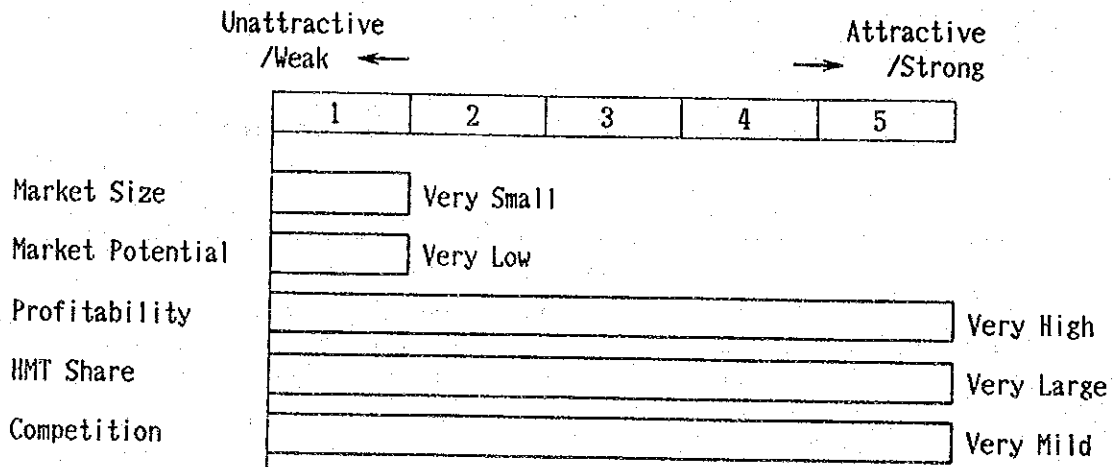 Unattractive
/Weak ←
Attractive
→ /Strong
1 2 3 4 5
Market Size Very Small
Market Potential Very Low
Profitability Very High
HMT Share Very Large
Competition Very Mild